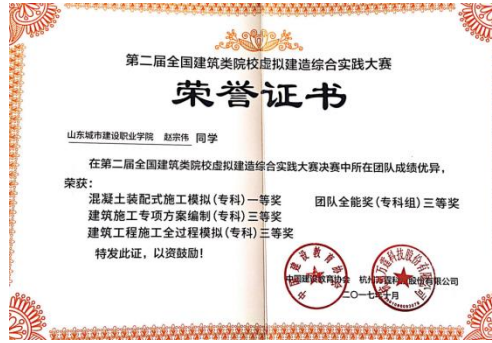 第二届全国建筑类院校虚拟建造综合实践大赛
荣誉证书
山东城市建设职业学院 赵宗伟 同学
在第二届全国建筑类院校虚拟建造综合实践大赛决赛中所在团队成绩优异,
荣获:
混凝土装配式施工模拟(专科)一等奖 团队全能奖(专科组)三等奖
建筑施工专项方案编制(专科)三等奖
建筑工程施工全过程模拟(专科)三等奖
特发此证,以资鼓励!
中国建设教育协会 杭州万霆科技股份有限公司
二〇一七年十月